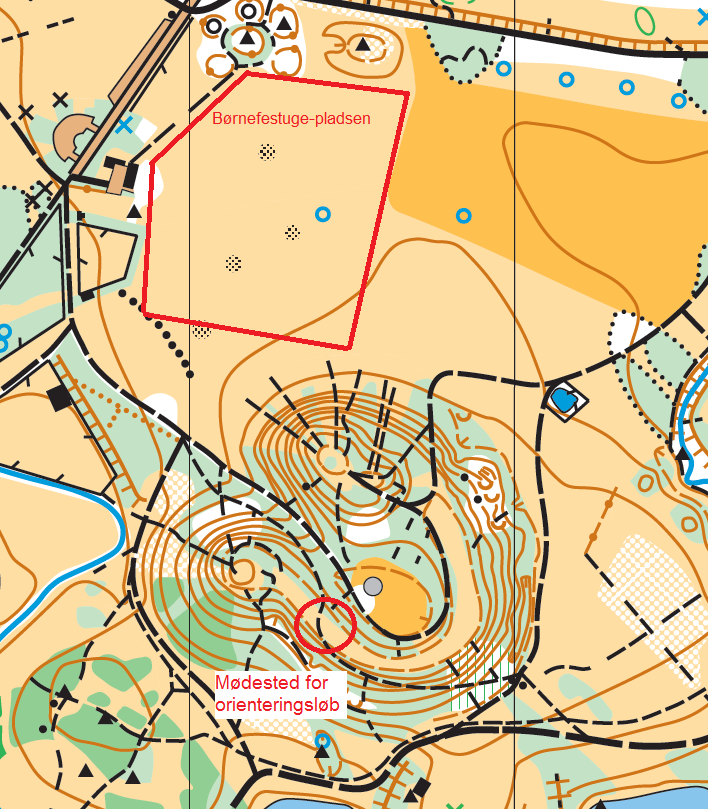 Børnefestuge-pladsen
Mødested for
orienteringsløb